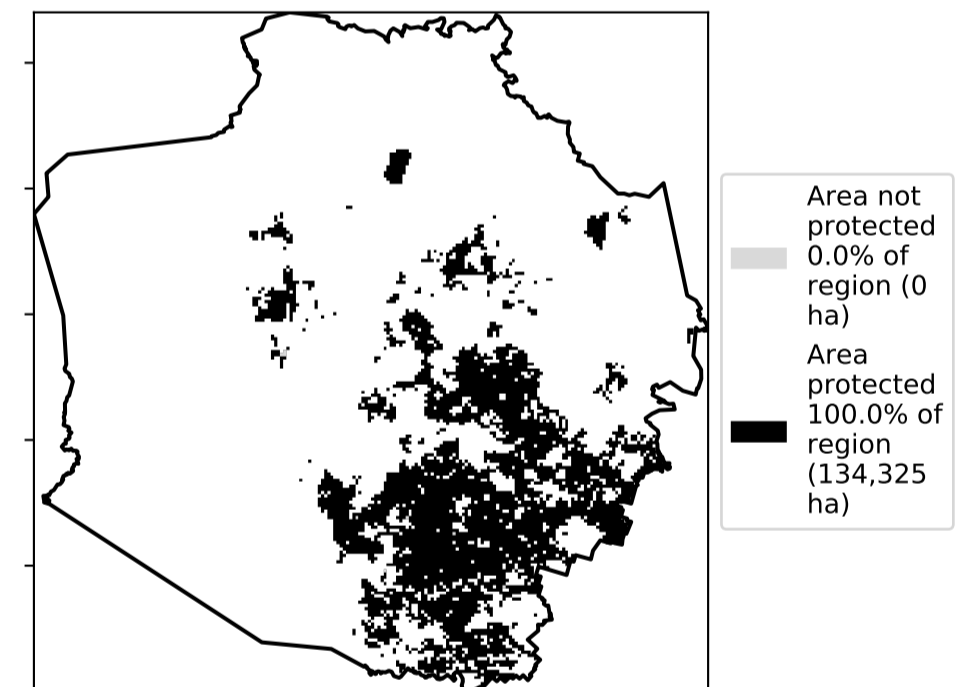 Area not
protected
0.0% of
region (0
ha)
Area
protected
100.0% of
region
(134,325
ha)